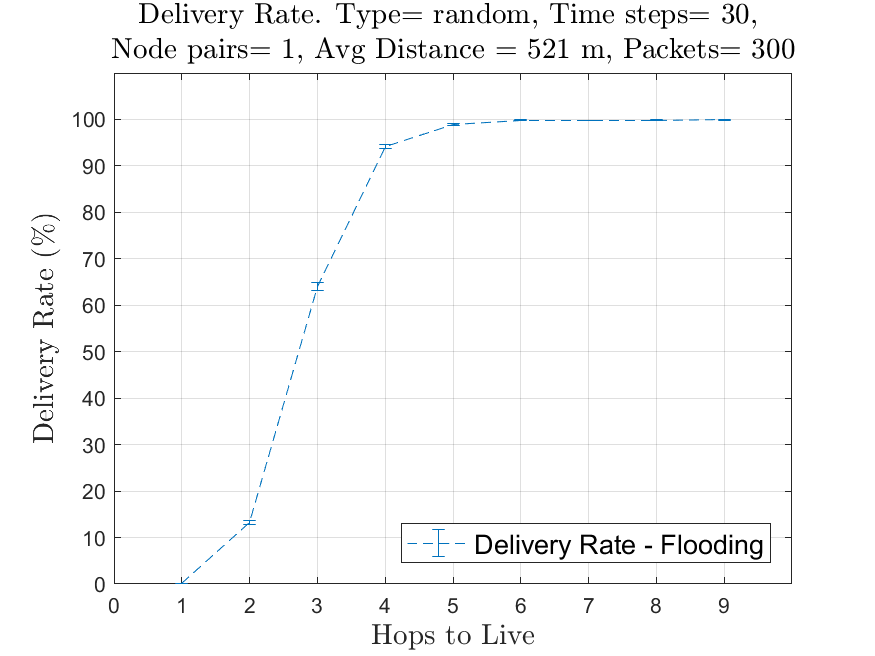 Delivery Rate. Type= random, Time steps= 30,
Node pairs= 1, Avg Distance = 521 m, Packets= 300
Delivery Rate (%)
100
90
80
70
60
50
40
30
20
10
0
Delivery Rate - Flooding
0 1 2 3 4 5 6 7 8 9
Hops to Live